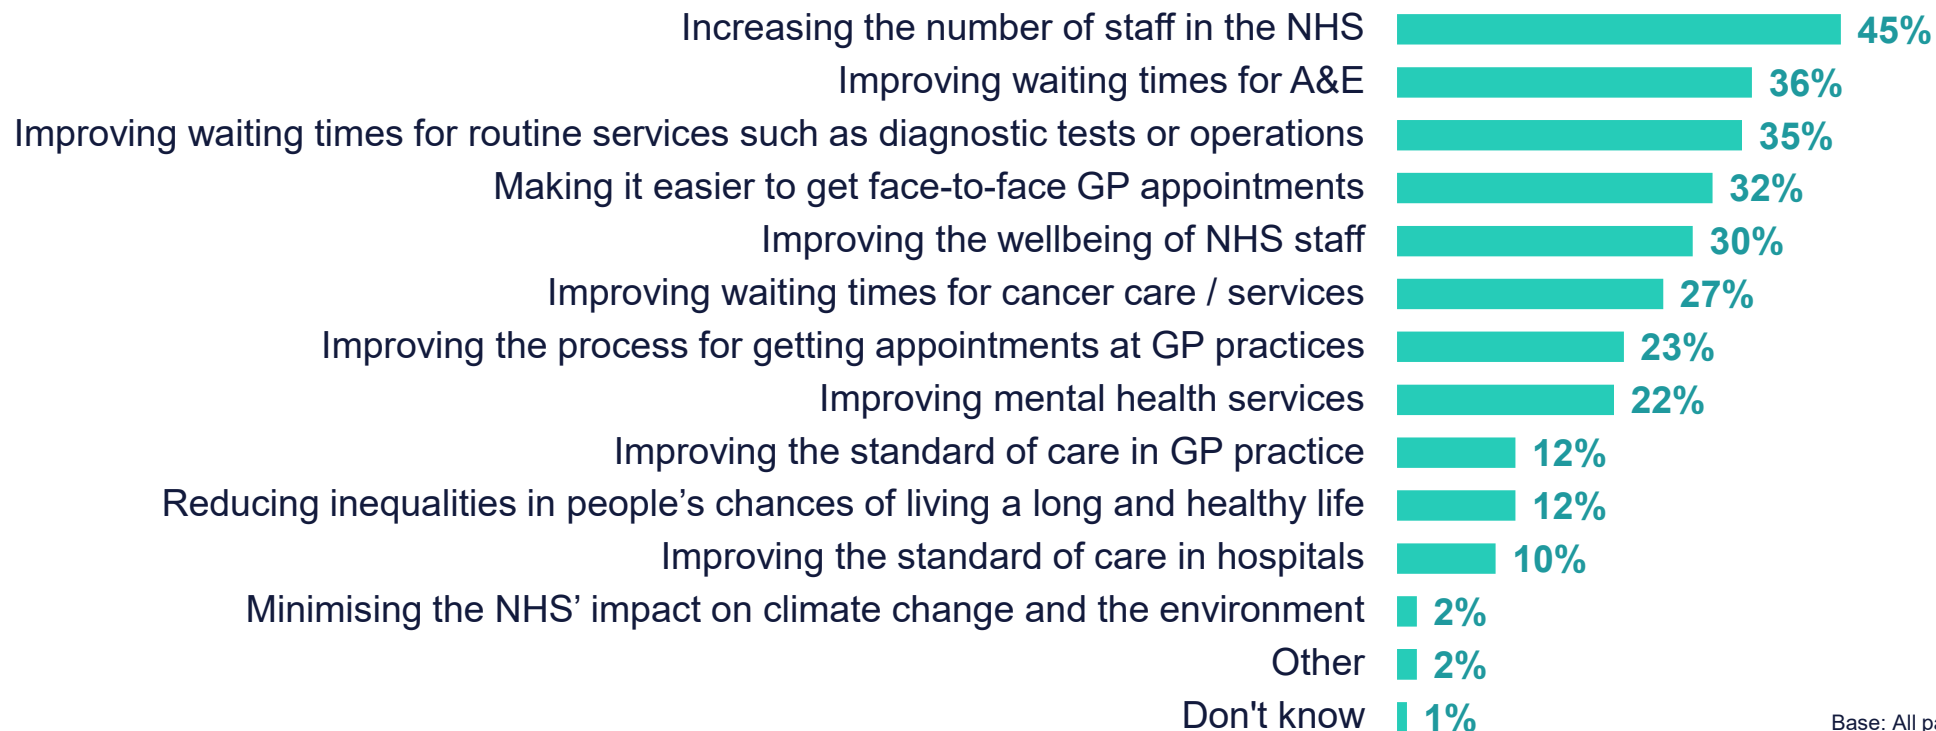 Increasing the number of staff in the NHS 45%
Improving waiting times for A&E 36%
Improving waiting times for routine services such as diagnostic tests or operations 35%
Making it easier to get face-to-face GP appointments 32%
Improving the wellbeing of NHS staff 30%
Improving waiting times for cancer care / services 27%
Improving the process for getting appointments at GP practices 23%
Improving mental health services 22%
Improving the standard of care in GP practice 12%
Reducing inequalities in people’s chances of living a long and healthy life 12%
Improving the standard of care in hospitals 10%
Minimising the NHS’ impact on climate change and the environment 2%
Other 2%
Don't know 1%
Base: All